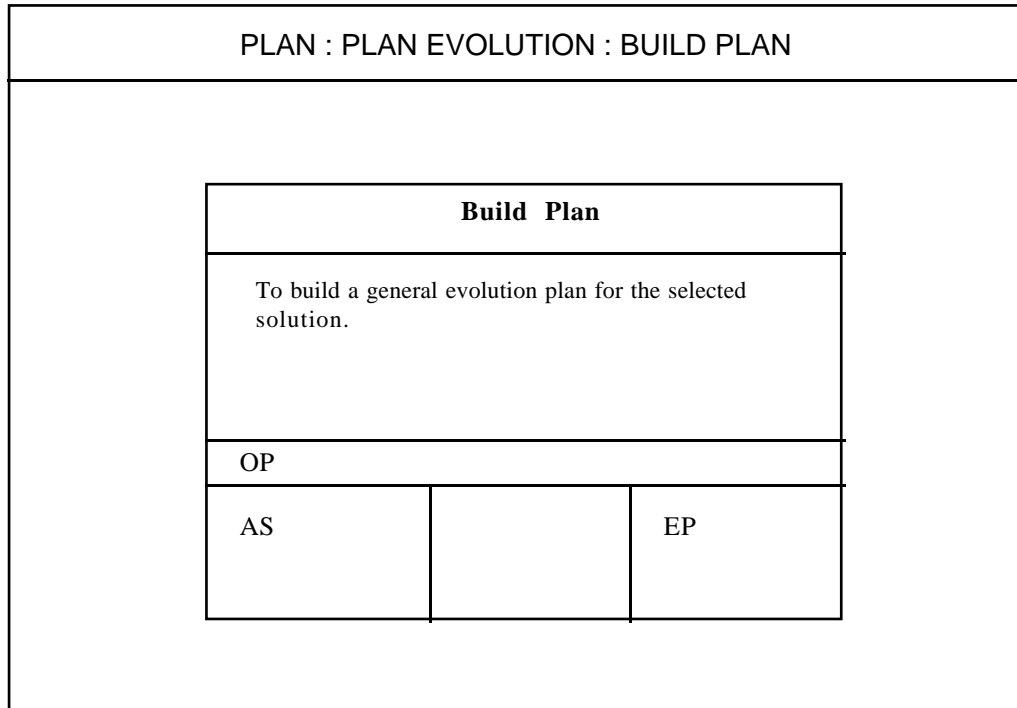 PLAN : PLAN EVOLUTION : BUILD PLAN
Build Plan
To build a general evolution plan for the selected
solution.
OP
AS
EP